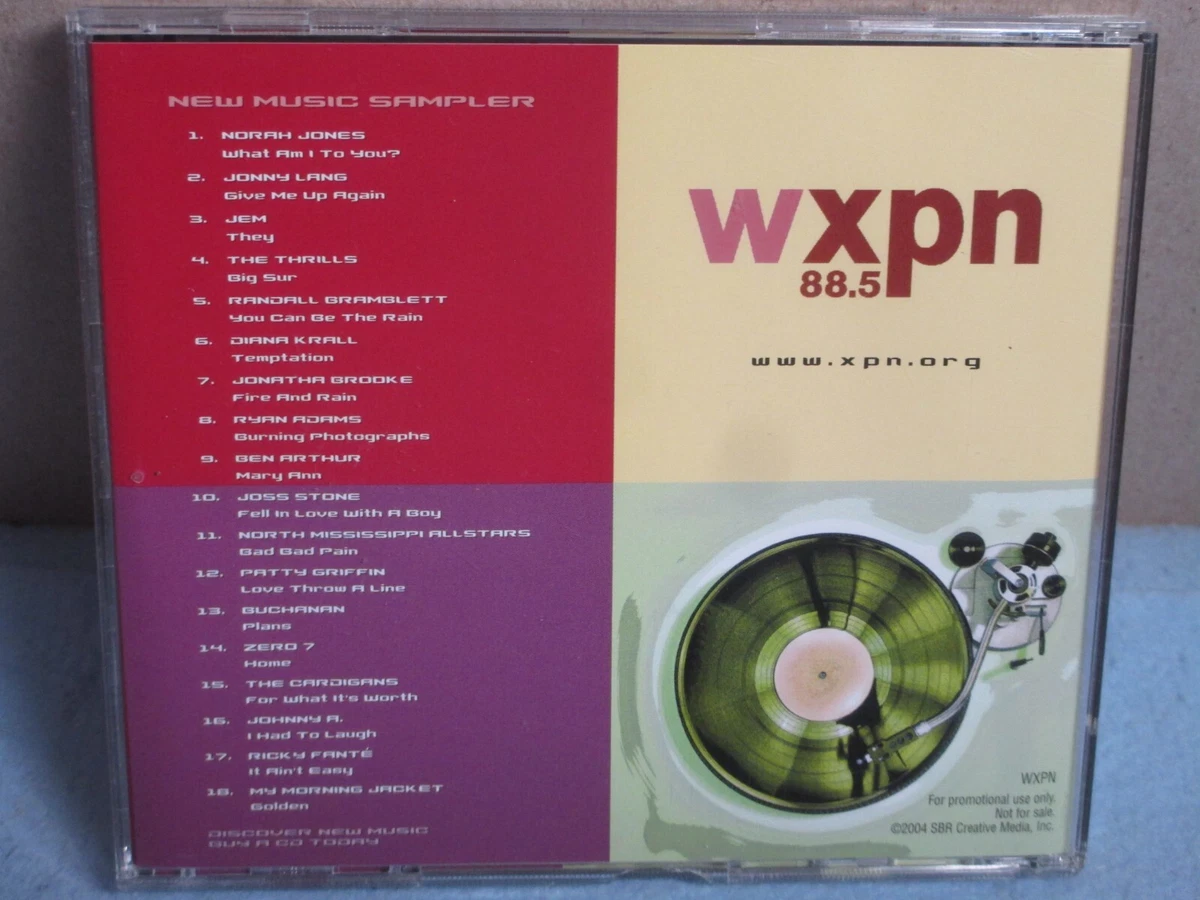 NEW MUSIC SAMPLER
1. NORAH JONES
What Am I To You?
2. JONNY LANG
Give Me Up Again
3. JEM
They
4. THE THRILLS
Big Sur
5. RANDALL BRAMBLETT
You Can Be The Rain
6. DIANA KRALL
Temptation
7. JONATHA BROOKE
Fire And Rain
8. RYAN ADAMS
Burning Photographs
9. BEN ARTHUR
Mary Ann
10. JOSS STONE
Fell In Love With A Boy
11. NORTH MISSISSIPPI ALLSTARS
Bad Bad Pain
12. PATTY GRIFFIN
Love Throw A Line
13. BUCHANAN
Plans
14. ZERO 7
Home
15. THE CARDIGANS
For What It's Worth
16. JOHNNY A.
I Had To Laugh
17. RICKY FANTÉ
It Ain't Easy
18. MY MORNING JACKET
Golden
DISCOVER NEW MUSIC
BUY A CD TODAY
wxpn
88.5
www.xpn.org
WXPN
For promotional use only.
Not for sale.
©2004 SBR Creative Media, Inc.